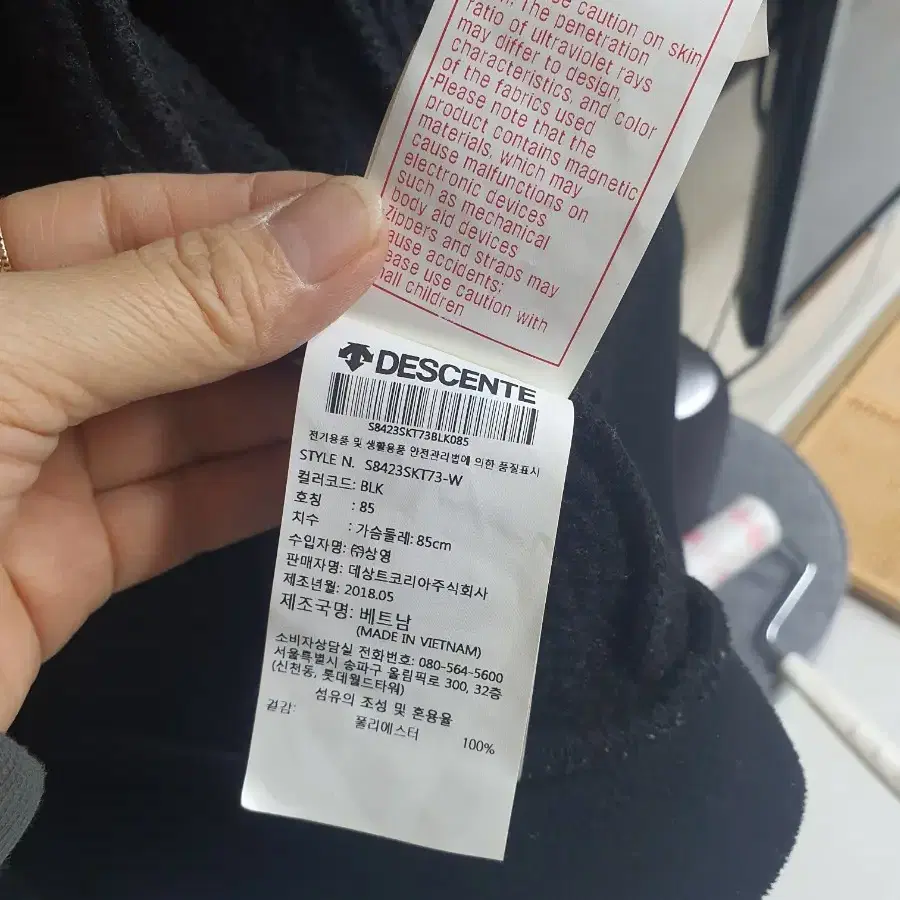 caution on skin
The penetration
ratio of ultraviolet rays
may differ to design,
characteristics, and color
of the fabrics used
-Please note that the
product contains magnetic
materials, which may
cause malfunctions on
electronic devices
such as mechanical
body aid devices
zippers and straps may
cause accidents;
please use caution with
small children
DESCENTE
S8423SKT73BLK085
전기용품 및 생활용품 안전관리법에 의한 품질표시
STYLE N. S8423SKT73-W
컬러코드: BLK
호칭 : 85
치수 : 가슴둘레: 85cm
수입자명: ㈜상영
판매자명: 데상트코리아주식회사
제조년월: 2018.05
제조국명: 베트남
(MADE IN VIETNAM)
소비자상담실 전화번호: 080-564-5600
서울특별시 송파구 올림픽로 300, 32층
(신천동, 롯데월드타워)
섬유의 조성 및 혼용율
겉감: 폴리에스터 100%